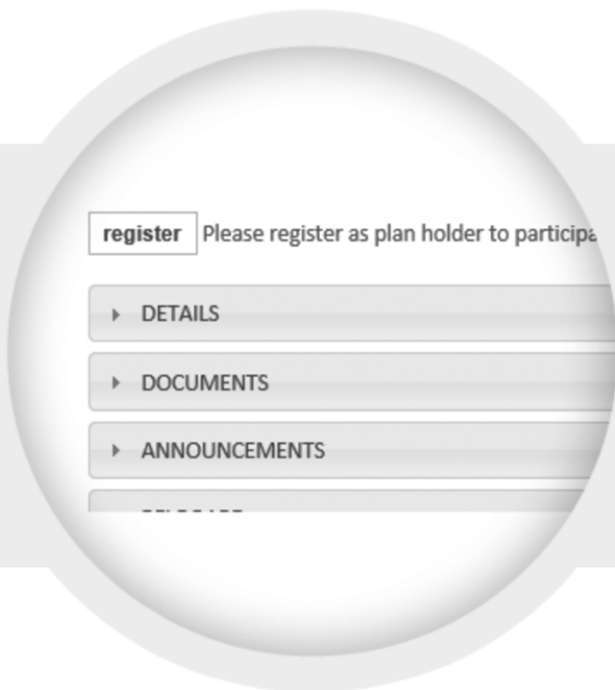 register Please register as plan holder to participa
DETAILS
DOCUMENTS
ANNOUNCEMENTS